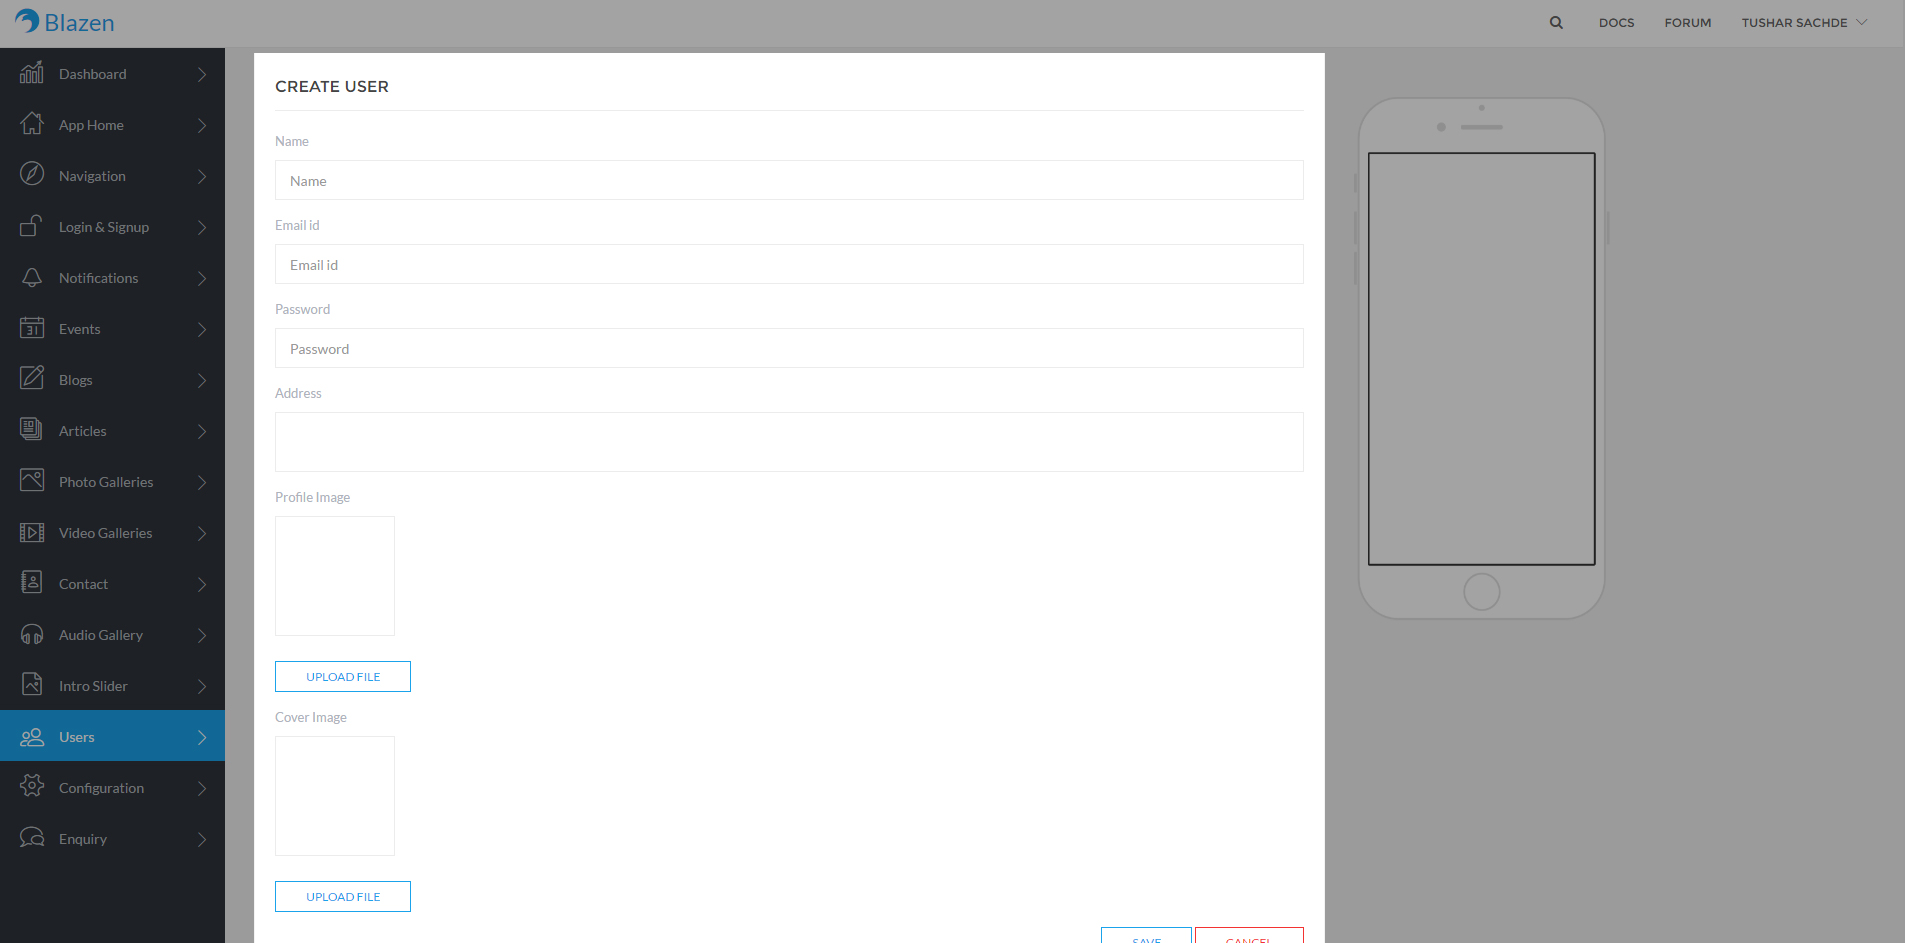 Blazen
DOCS
FORUM
TUSHAR SACHDE
Dashboard
App Home
Navigation
Login & Signup
Notifications
31
Events
Blogs
Articles
Photo Galleries
Video Galleries
Contact
Audio Gallery
Intro Slider
Users
Configuration
Enquiry
CREATE USER
Name
Name
Email id
Email id
Password
Password
Address
Profile Image
UPLOAD FILE
Cover Image
UPLOAD FILE
SAVE
CANCEL